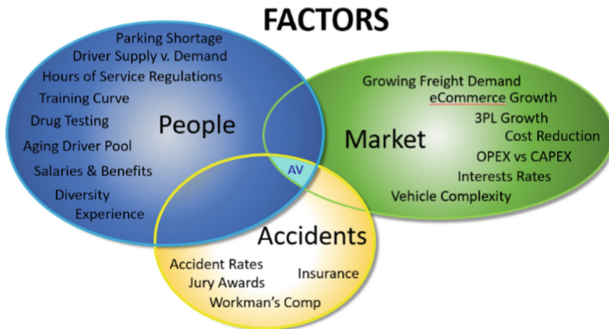 FACTORS
Parking Shortage
Driver Supply v. Demand
Hours of Service Regulations
Training Curve
Drug Testing
Aging Driver Pool
Salaries & Benefits
Diversity
Experience
People
Growing Freight Demand
eCommerce Growth
3PL Growth
Cost Reduction
OPEX vs CAPEX
Interests Rates
Vehicle Complexity
Market
AV
Accidents
Accident Rates
Insurance
Jury Awards
Workman's Comp